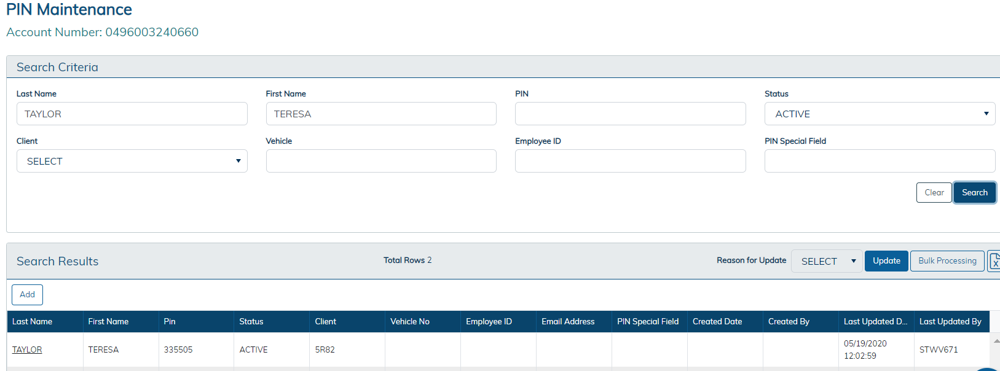 PIN Maintenance
Account Number: 0496003240660
Search Criteria
Last Name First Name PIN Status
TAYLOR TERESA ACTIVE
Client Vehicle Employee ID PIN Special Field
SELECT
Clear Search
Search Results Total Rows 2 Reason for Update SELECT Update Bulk Processing
Add
Last Name First Name Pin Status Client Vehicle No Employee ID Email Address PIN Special Field Created Date Created By Last Updated D... Last Updated By
TAYLOR TERESA 335505 ACTIVE 5R82 05/19/2020 12:02:59 STWV671